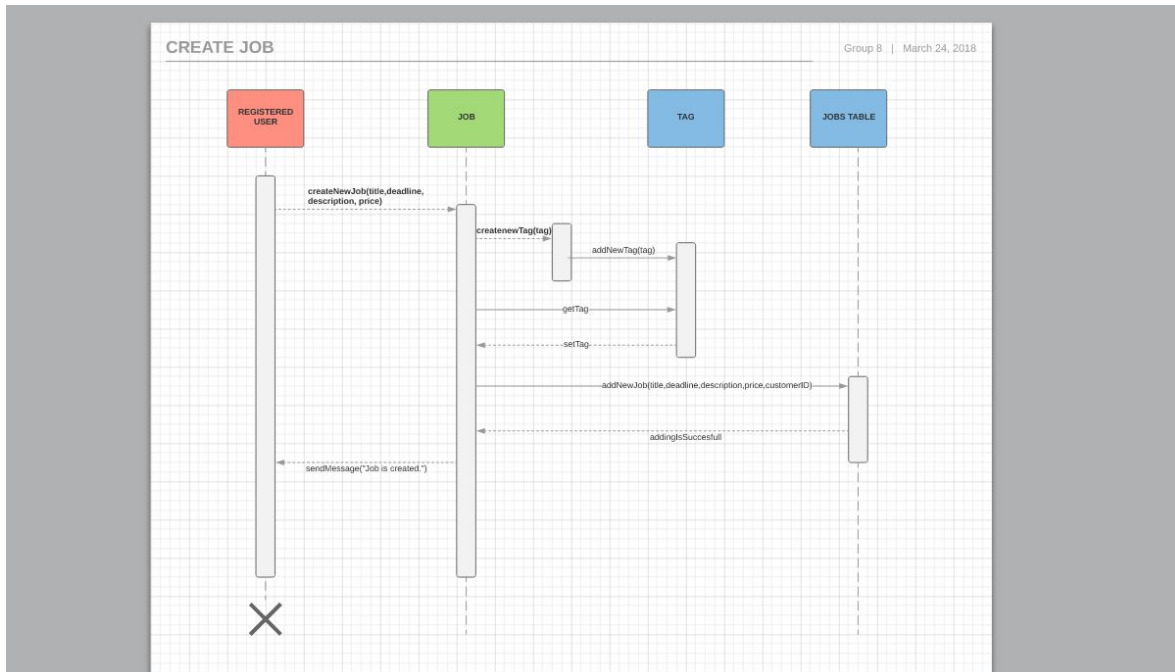 CREATE JOB
Group 8 | March 24, 2018
REGISTERED
USER
JOB
TAG
JOBS TABLE
createNewJob(title,deadline,
description, price)
createnewTag(tag)
addNewTag(tag)
getTag
setTag
addNewJob(title,deadline,description,price,customerID)
addingIsSuccesfull
sendMessage("Job is created.")